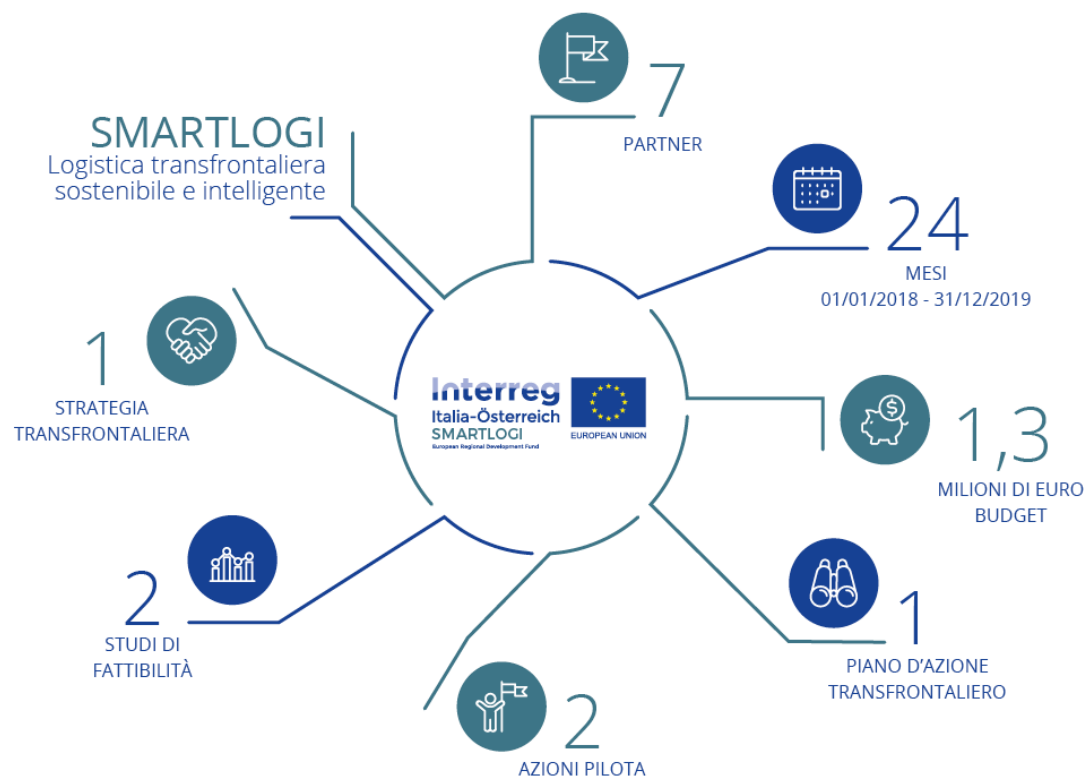 SMARTLOGI
Logistica transfrontaliera
sostenibile e intelligente
7
PARTNER
24
MESI
01/01/2018 - 31/12/2019
1,3
MILIONI DI EURO
BUDGET
1
PIANO D'AZIONE
TRANSFRONTALIERO
2
AZIONI PILOTA
2
STUDI DI
FATTIBILITÀ
1
STRATEGIA
TRANSFRONTALIERA
Interreg
Italia-Österreich
SMARTLOGI
European Regional Development Fund
EUROPEAN UNION
$